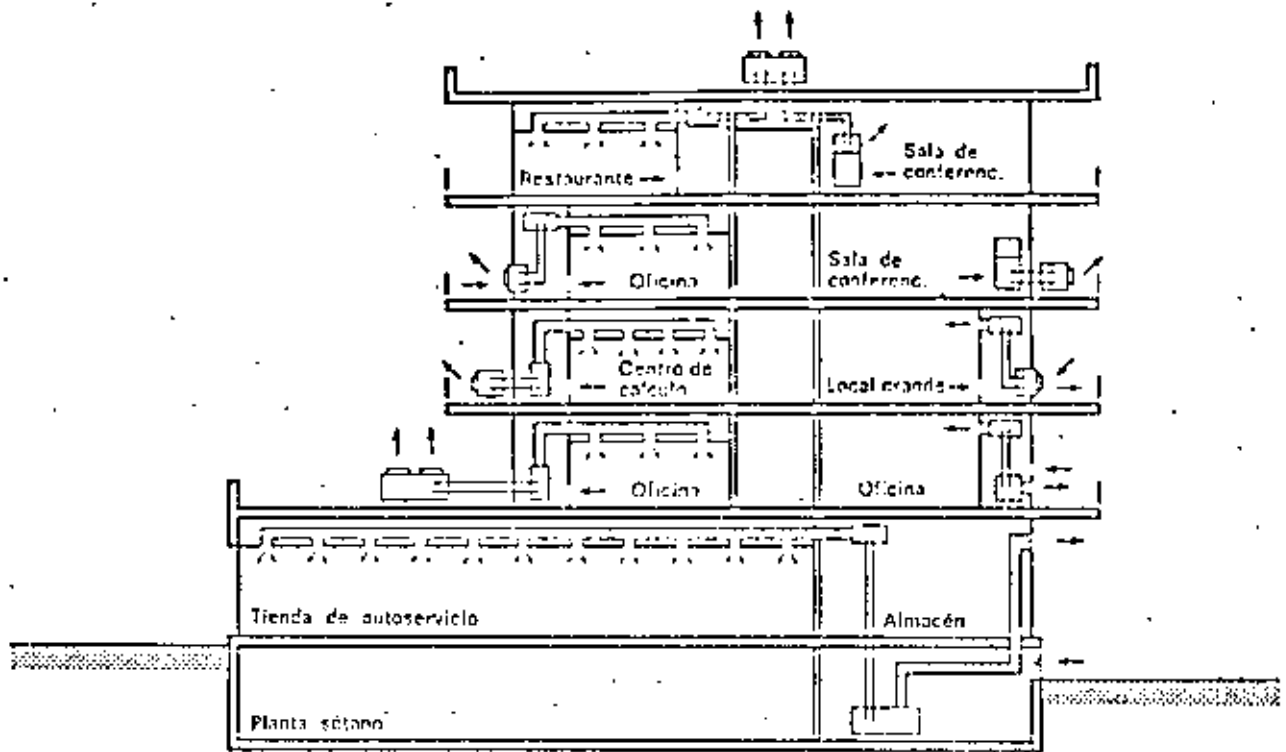 Restaurante
Sala de
conferenc.
Oficina
Sala de
conferenc.
Centro de
calculo
Local grande
Oficina
Oficina
Tienda de autoservicio
Almacén
Planta sótano